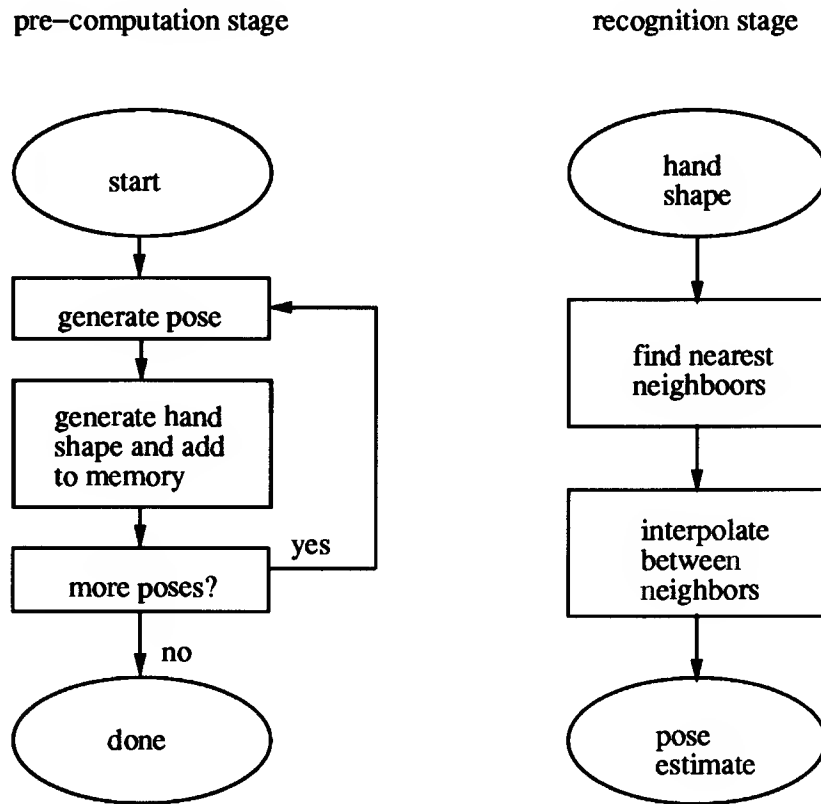 pre–computation stage
start
generate pose
generate hand
shape and add
to memory
yes
more poses?
no
done
recognition stage
hand
shape
find nearest
neighboors
interpolate
between
neighbors
pose
estimate